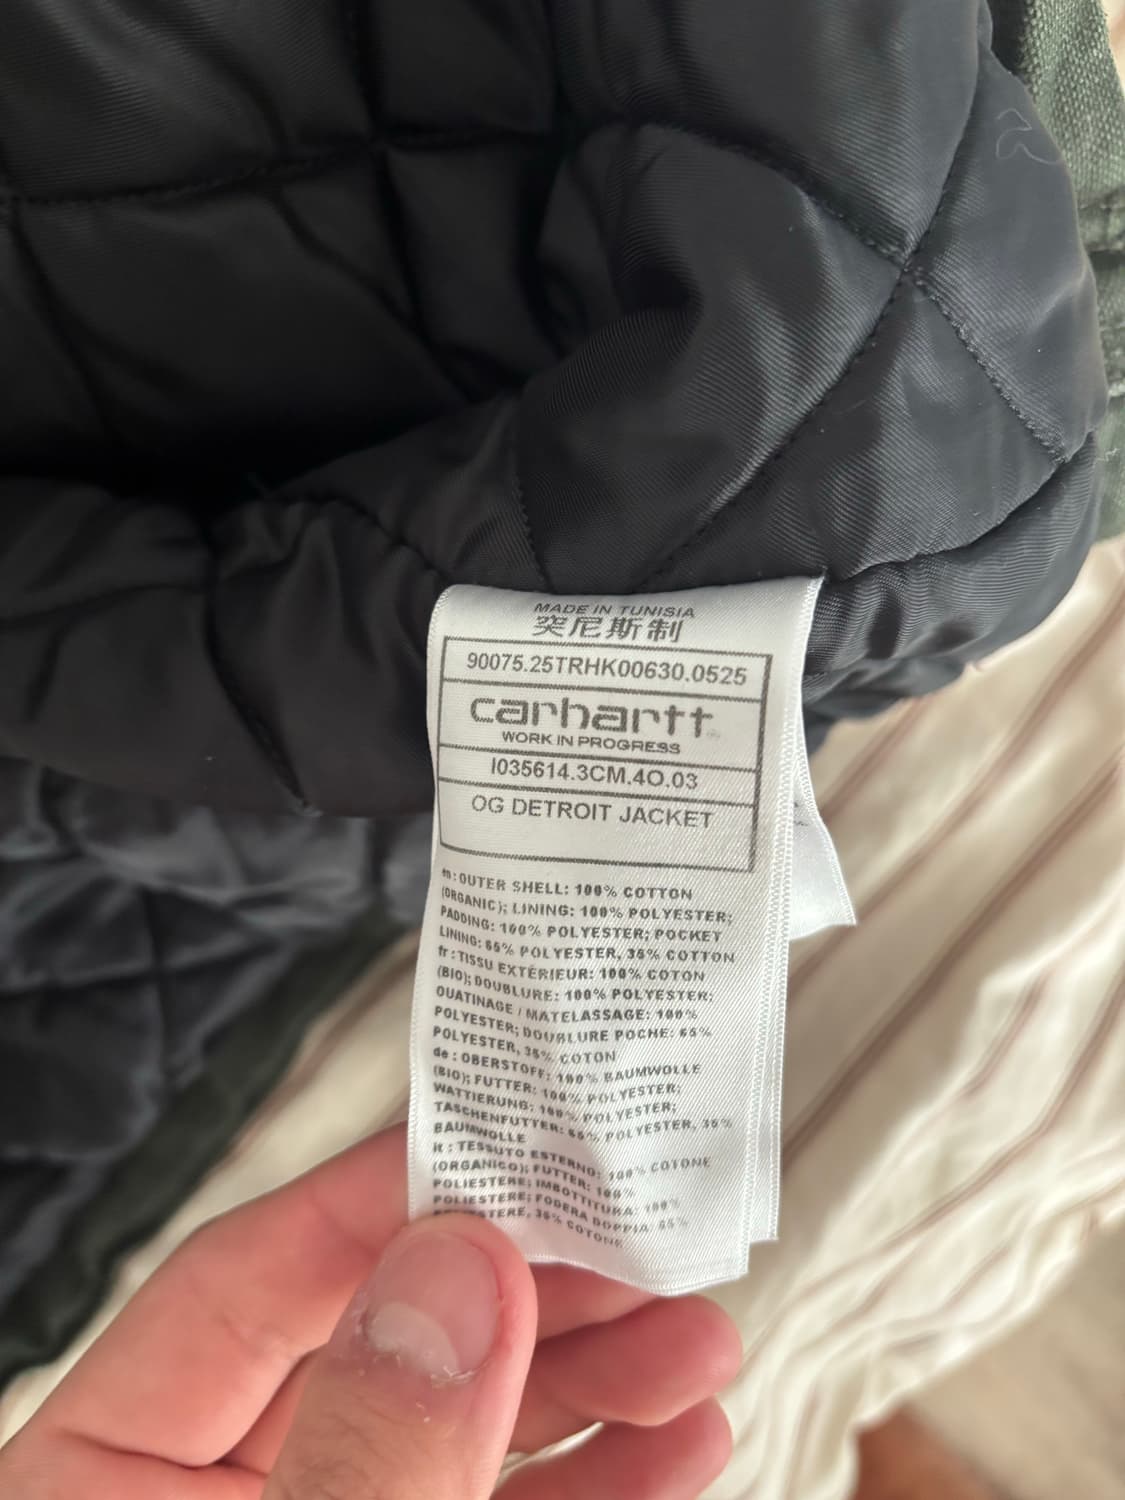 MADE IN TUNISIA
突尼斯制
90075.25TRHK00630.0525
carhartt
WORK IN PROGRESS
I035614.3CM.4O.03
OG DETROIT JACKET
en:OUTER SHELL: 100% COTTON
(ORGANIC); LINING: 100% POLYESTER;
PADDING: 100% POLYESTER; POCKET
LINING: 65% POLYESTER, 35% COTTON
fr:TISSU EXTÉRIEUR: 100% COTON
(BIO); DOUBLURE: 100% POLYESTER;
OUATINAGE / MATELASSAGE: 100%
POLYESTER; DOUBLURE POCHE: 65%
POLYESTER, 35% COTON
de:OBERSTOFF: 100% BAUMWOLLE
(BIO); FUTTER: 100% POLYESTER;
WATTIERUNG: 100% POLYESTER;
TASCHENFUTTER: 65% POLYESTER, 35%
BAUMWOLLE
it:TESSUTO ESTERNO: 100% COTONE
(ORGANICO); FUTTER: 100%
POLIESTERE; IMBOTTITURA: 100%
POLIESTERE; FODERA DOPPIA: 65%
35% COTONE